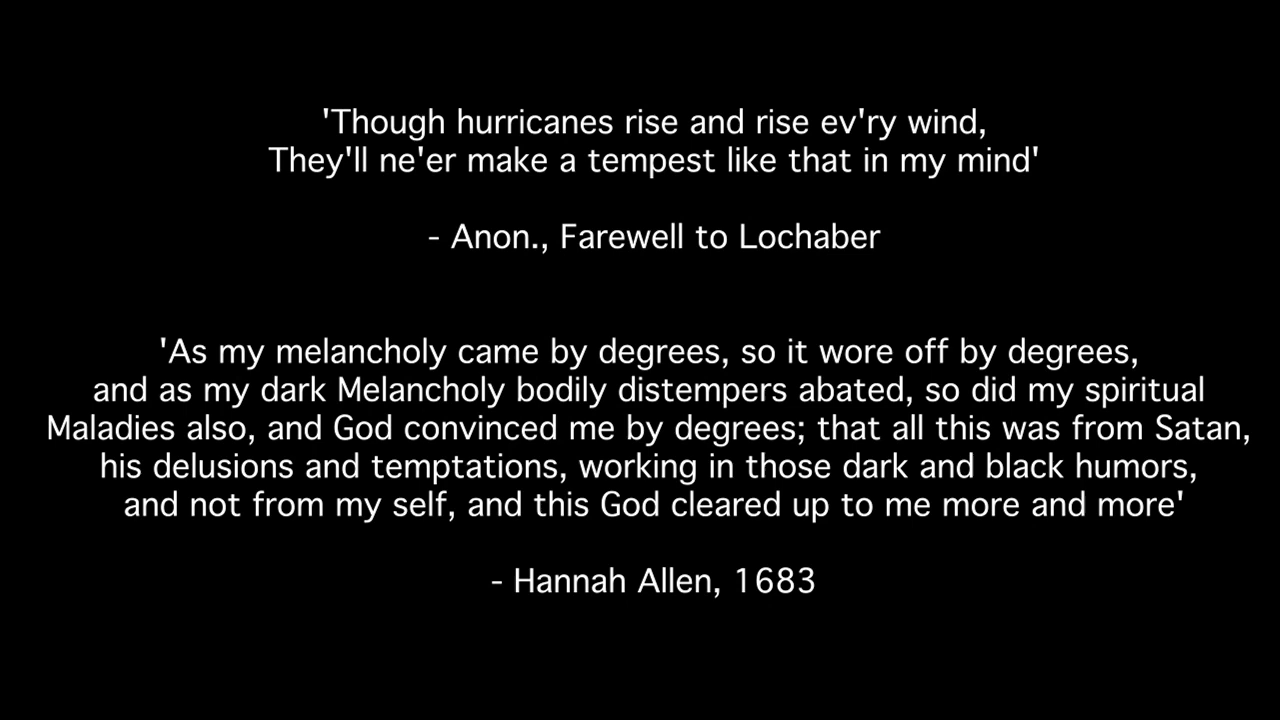 'Though hurricanes rise and rise ev'ry wind,
They'll ne'er make a tempest like that in my mind'
- Anon., Farewell to Lochaber
'As my melancholy came by degrees, so it wore off by degrees,
and as my dark Melancholy bodily distempers abated, so did my spiritual
Maladies also, and God convinced me by degrees; that all this was from Satan,
his delusions and temptations, working in those dark and black humors,
and not from my self, and this God cleared up to me more and more'
- Hannah Allen, 1683